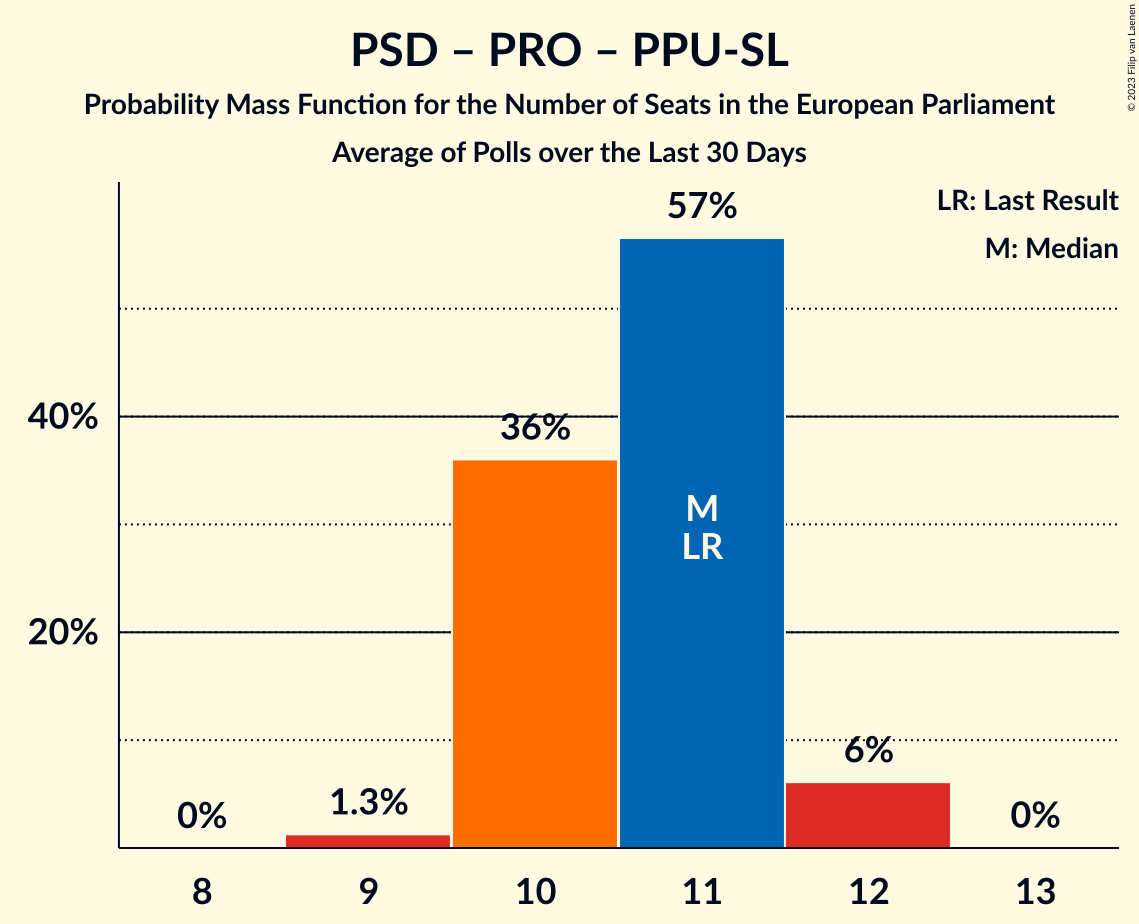 PSD – PRO – PPU-SL
Probability Mass Function for the Number of Seats in the European Parliament
Average of Polls over the Last 30 Days
© 2023 Filip van Laenen
LR: Last Result
M: Median
57%
40%
36%
M
LR
20%
6%
1.3%
0%
0%
8
9
10
11
12
13